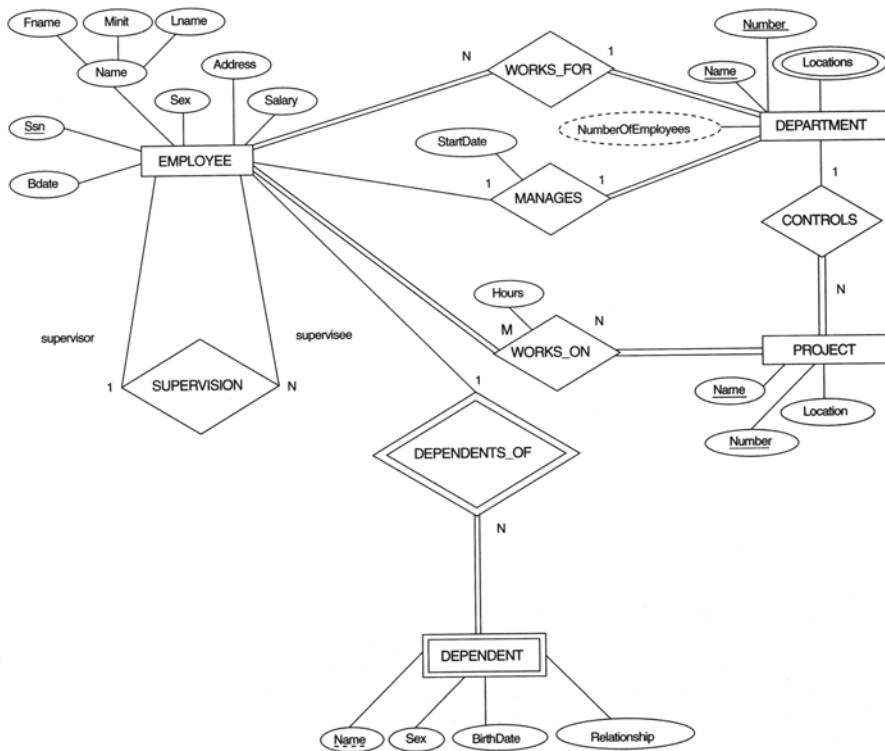 Fname
Minit
Lname
Name
Address
Sex
Salary
Ssn
Bdate
EMPLOYEE
N
WORKS_FOR
1
Number
Name
Locations
NumberOfEmployees
DEPARTMENT
StartDate
1
MANAGES
1
1
CONTROLS
N
Hours
M
N
WORKS_ON
PROJECT
Name
Number
Location
supervisor
supervisee
1
SUPERVISION
N
1
DEPENDENTS_OF
N
DEPENDENT
Name
Sex
BirthDate
Relationship